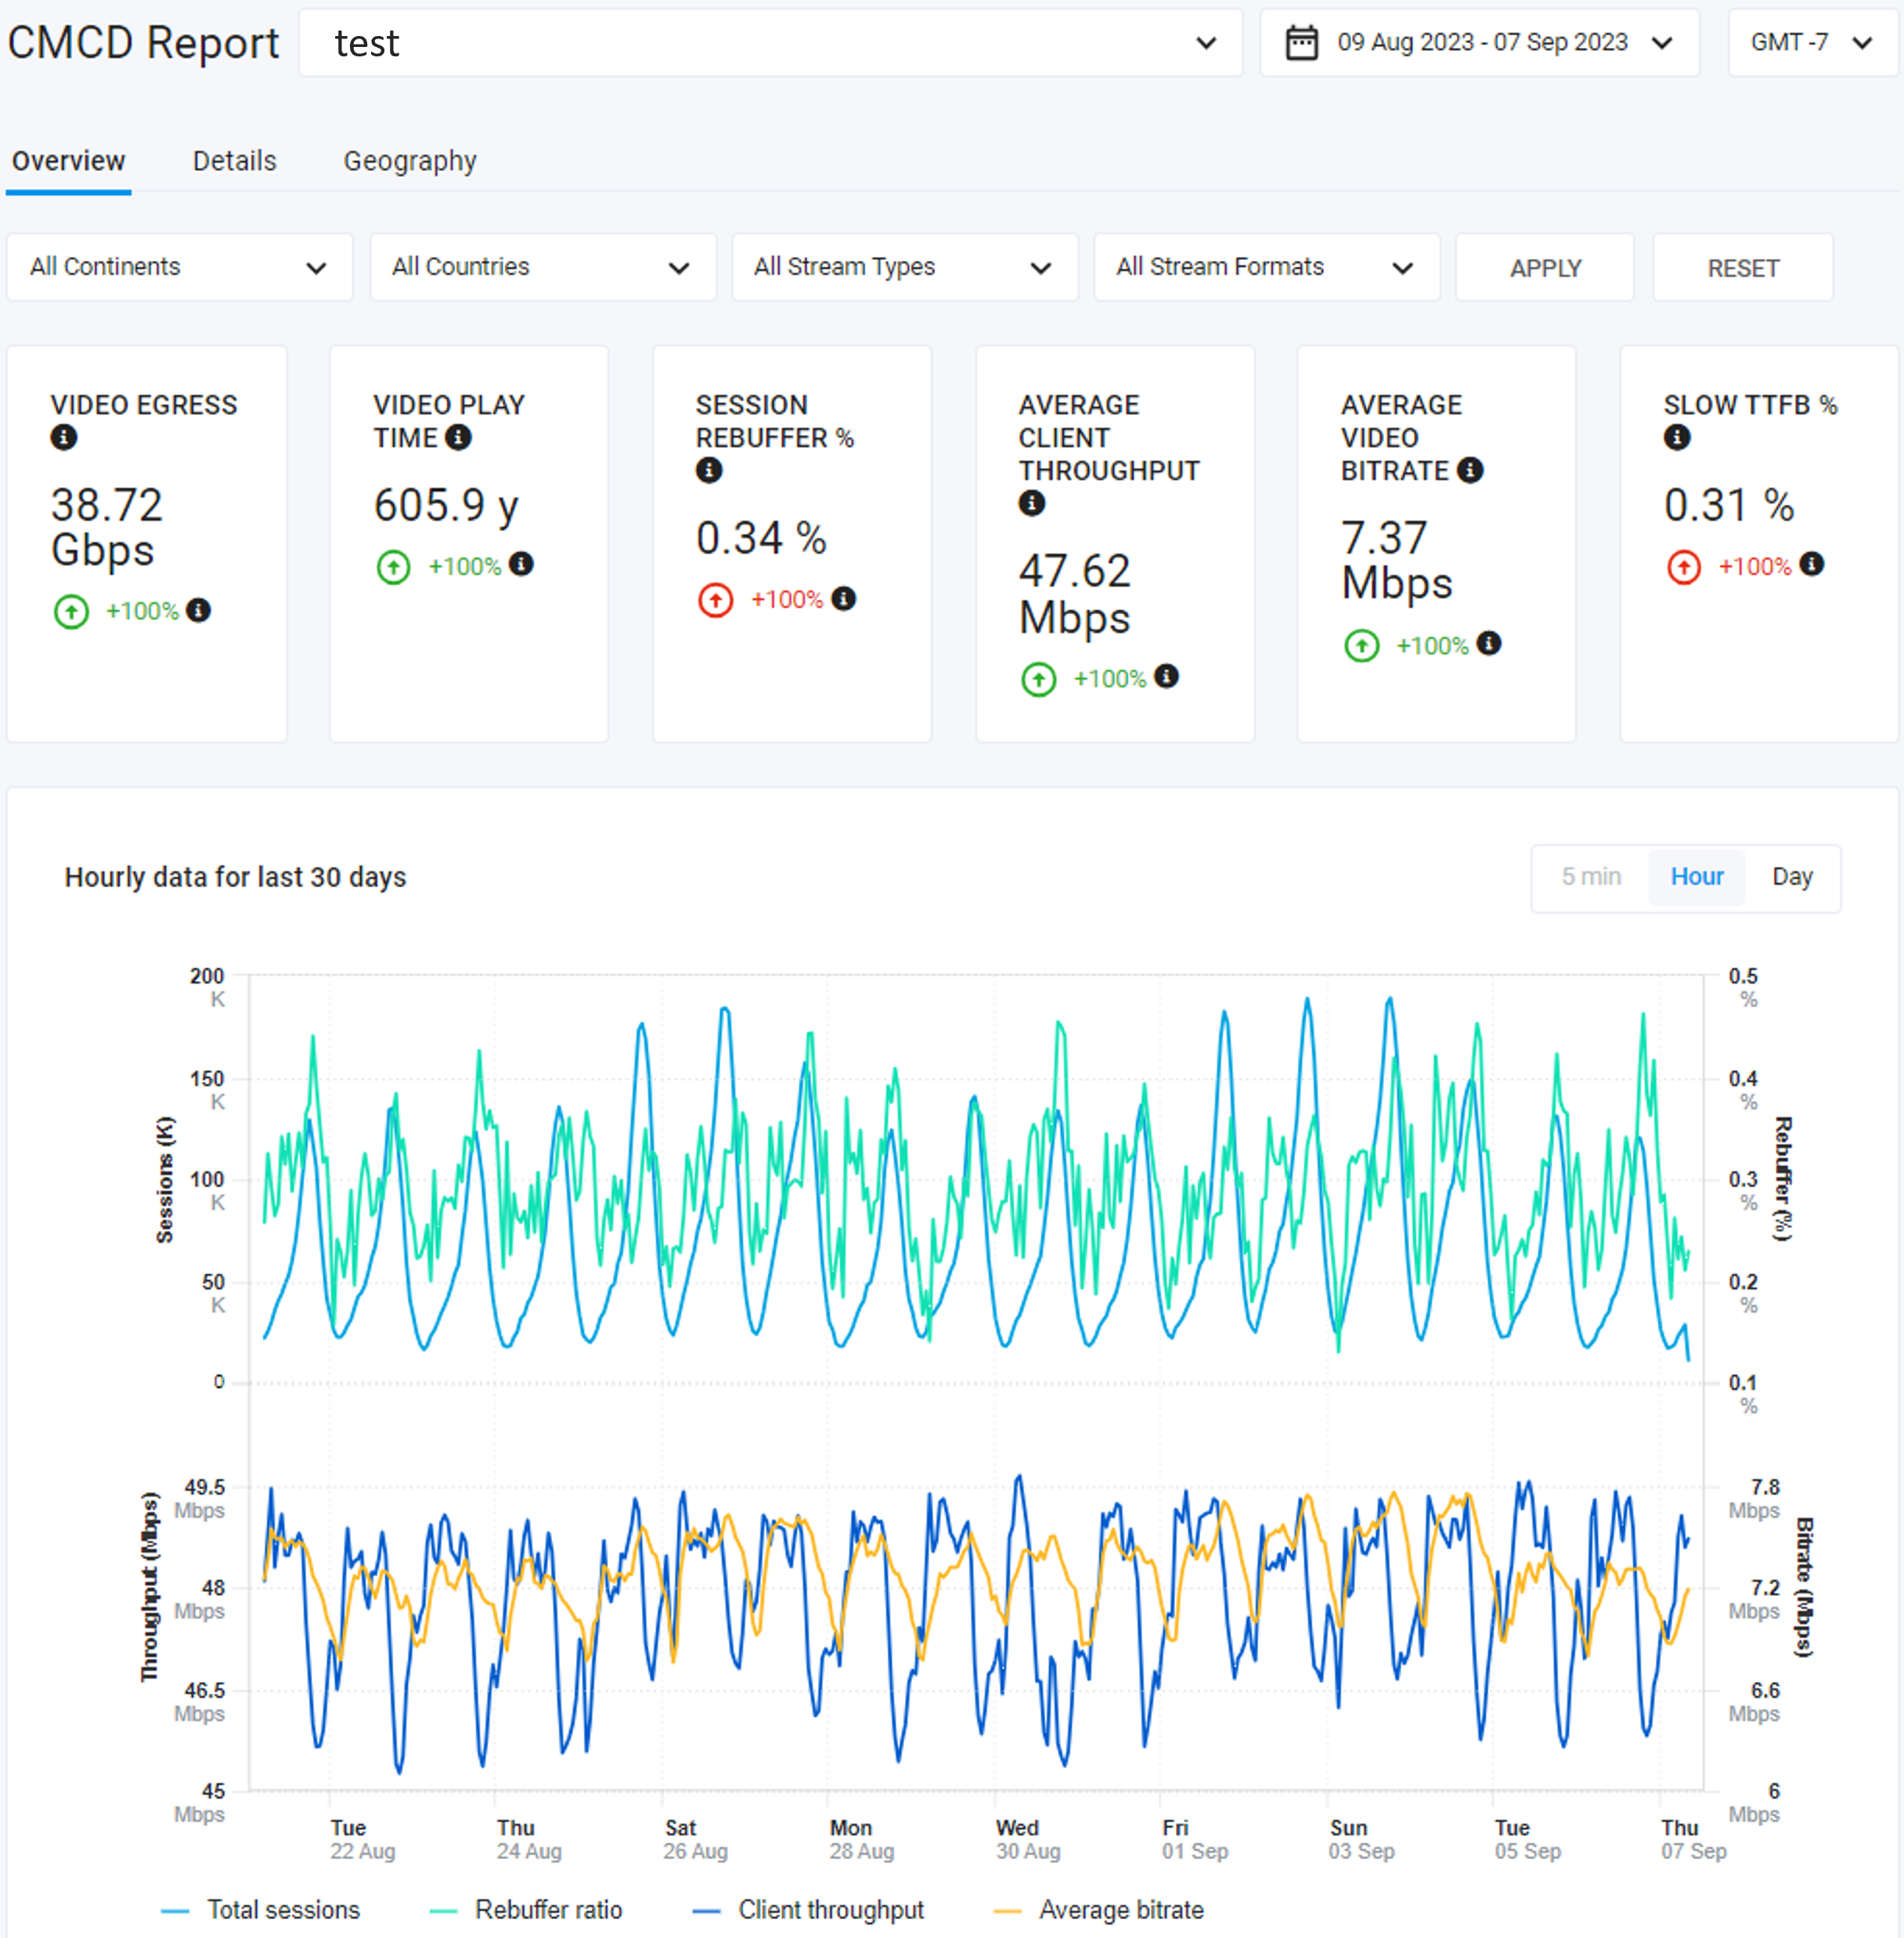 CMCD Report
test
09 Aug 2023 - 07 Sep 2023
GMT -7
Overview
Details
Geography
All Continents
All Countries
All Stream Types
All Stream Formats
APPLY
RESET
VIDEO EGRESS
38.72
Gbps
+100%
VIDEO PLAY
TIME
605.9 y
+100%
SESSION
REBUFFER %
0.34 %
+100%
AVERAGE
CLIENT
THROUGHPUT
47.62
Mbps
+100%
AVERAGE
VIDEO
BITRATE
7.37
Mbps
+100%
SLOW TTFB %
0.31 %
+100%
Hourly data for last 30 days
5 min
Hour
Day
Sessions (K)
200
K
150
K
100
K
50
K
0
0.5
%
0.4
%
0.3
%
0.2
%
0.1
%
Rebuffer (%)
Throughput (Mbps)
49.5
Mbps
48
Mbps
46.5
Mbps
45
Mbps
7.8
Mbps
7.2
Mbps
6.6
Mbps
6
Mbps
Bitrate (Mbps)
Tue
22 Aug
Thu
24 Aug
Sat
26 Aug
Mon
28 Aug
Wed
30 Aug
Fri
01 Sep
Sun
03 Sep
Tue
05 Sep
Thu
07 Sep
Total sessions
Rebuffer ratio
Client throughput
Average bitrate